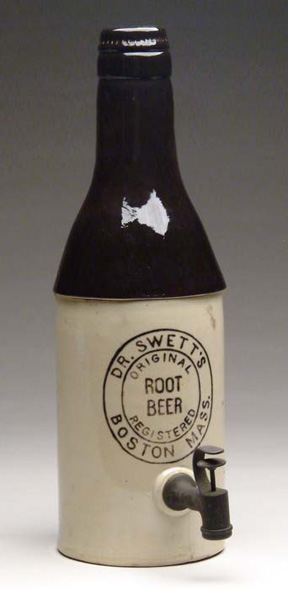 DR. SWETT'S
ORIGINAL
ROOT
BEER
REGISTERED
BOSTON MASS.